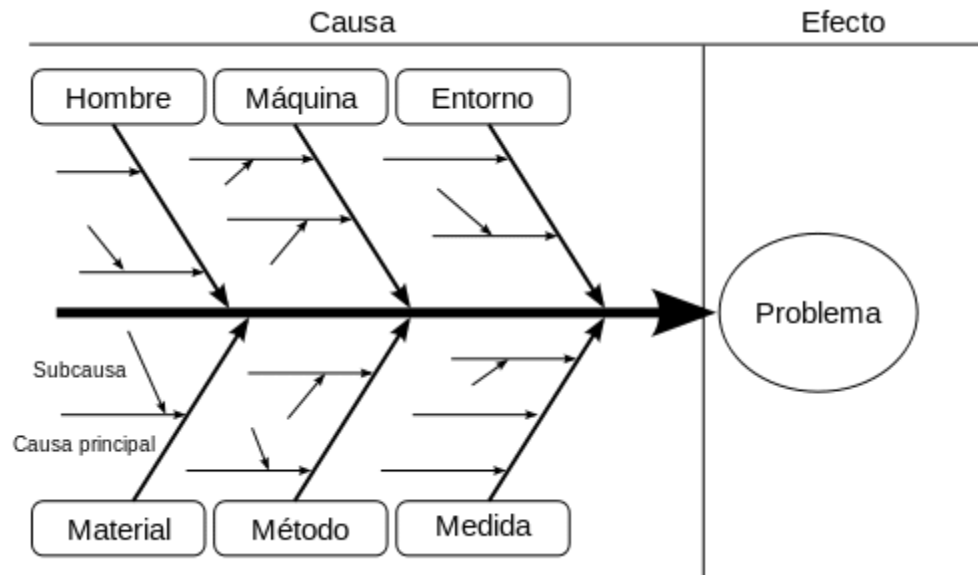 Causa
Efecto
Hombre
Máquina
Entorno
Problema
Subcausa
Causa principal
Material
Método
Medida